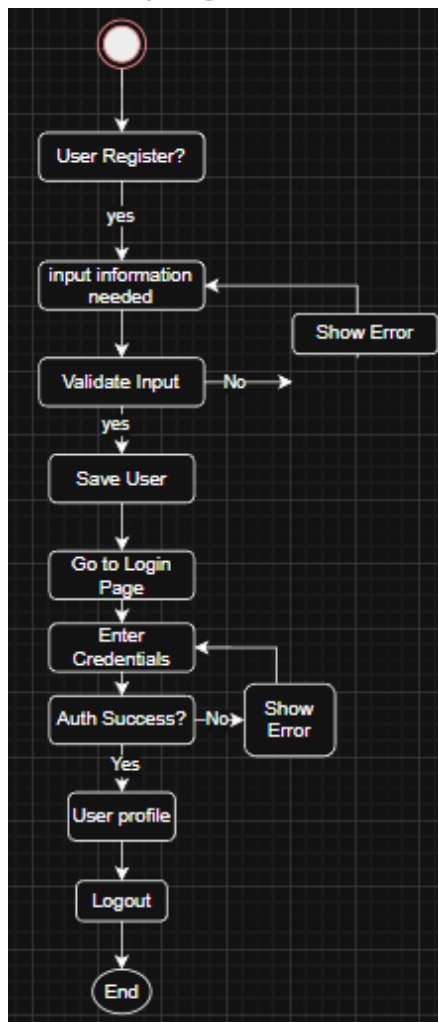 User Register?
yes
input information
needed
Show Error
Validate Input
No
yes
Save User
Go to Login
Page
Enter
Credentials
Auth Success?
No
Show
Error
Yes
User profile
Logout
End